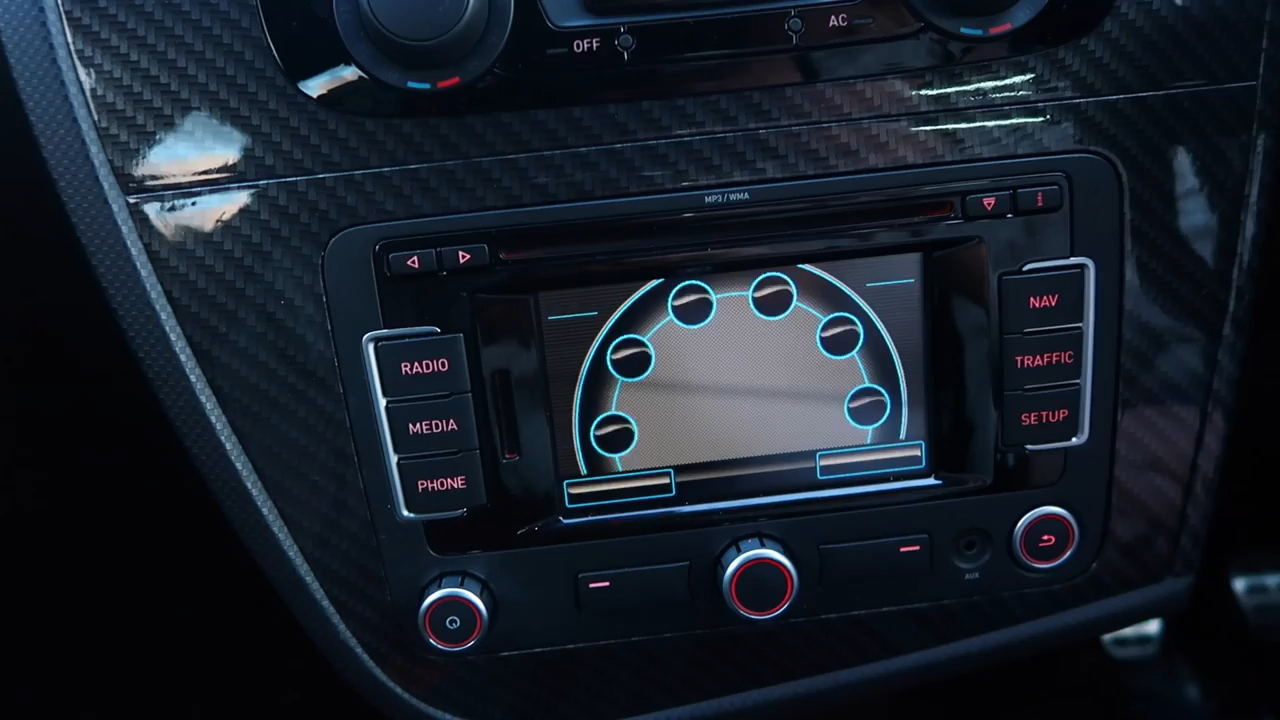 OFF
AC
MP3 / WMA
RADIO
MEDIA
PHONE
NAV
TRAFFIC
SETUP
AUX